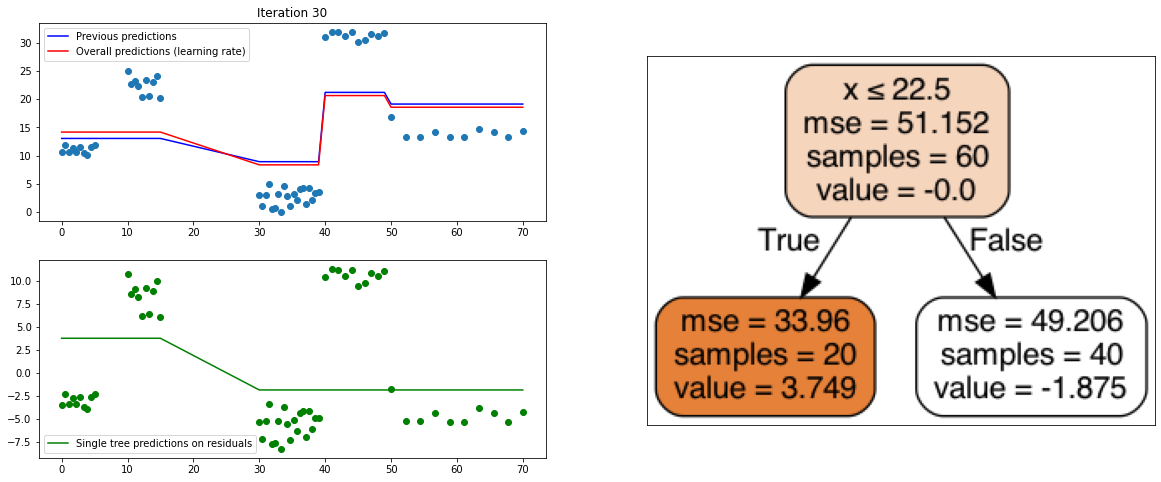 Iteration 30
Previous predictions
Overall predictions (learning rate)
30
25
20
15
10
5
0
0 10 20 30 40 50 60 70
10.0
7.5
5.0
2.5
0.0
−2.5
−5.0
−7.5
Single tree predictions on residuals
0 10 20 30 40 50 60 70
x ≤ 22.5
mse = 51.152
samples = 60
value = -0.0
True False
mse = 33.96
samples = 20
value = 3.749
mse = 49.206
samples = 40
value = -1.875